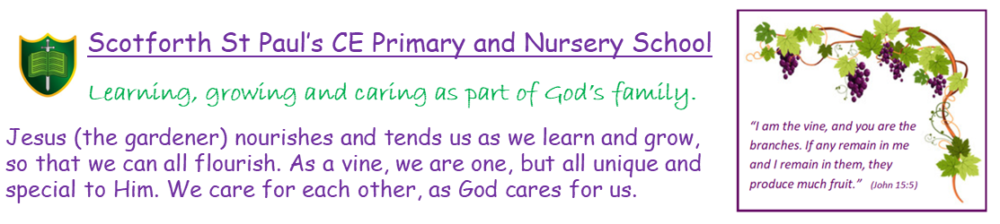 Scotforth St Paul's CE Primary and Nursery School
Learning, growing and caring as part of God's family.
Jesus (the gardener) nourishes and tends us as we learn and grow,
so that we can all flourish. As a vine, we are one, but all unique and
special to Him. We care for each other, as God cares for us.
“I am the vine, and you are the
branches. If any remain in me
and I remain in them, they
produce much fruit.” (John 15:5)